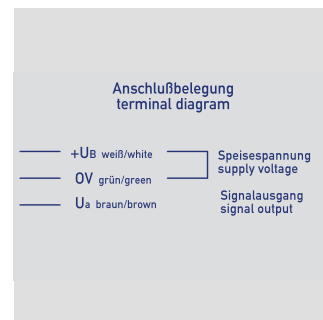 Anschlußbelegung
terminal diagram
+UB weiß/white
0V grün/green
Speisespannung
supply voltage
Ua braun/brown
Signalausgang
signal output